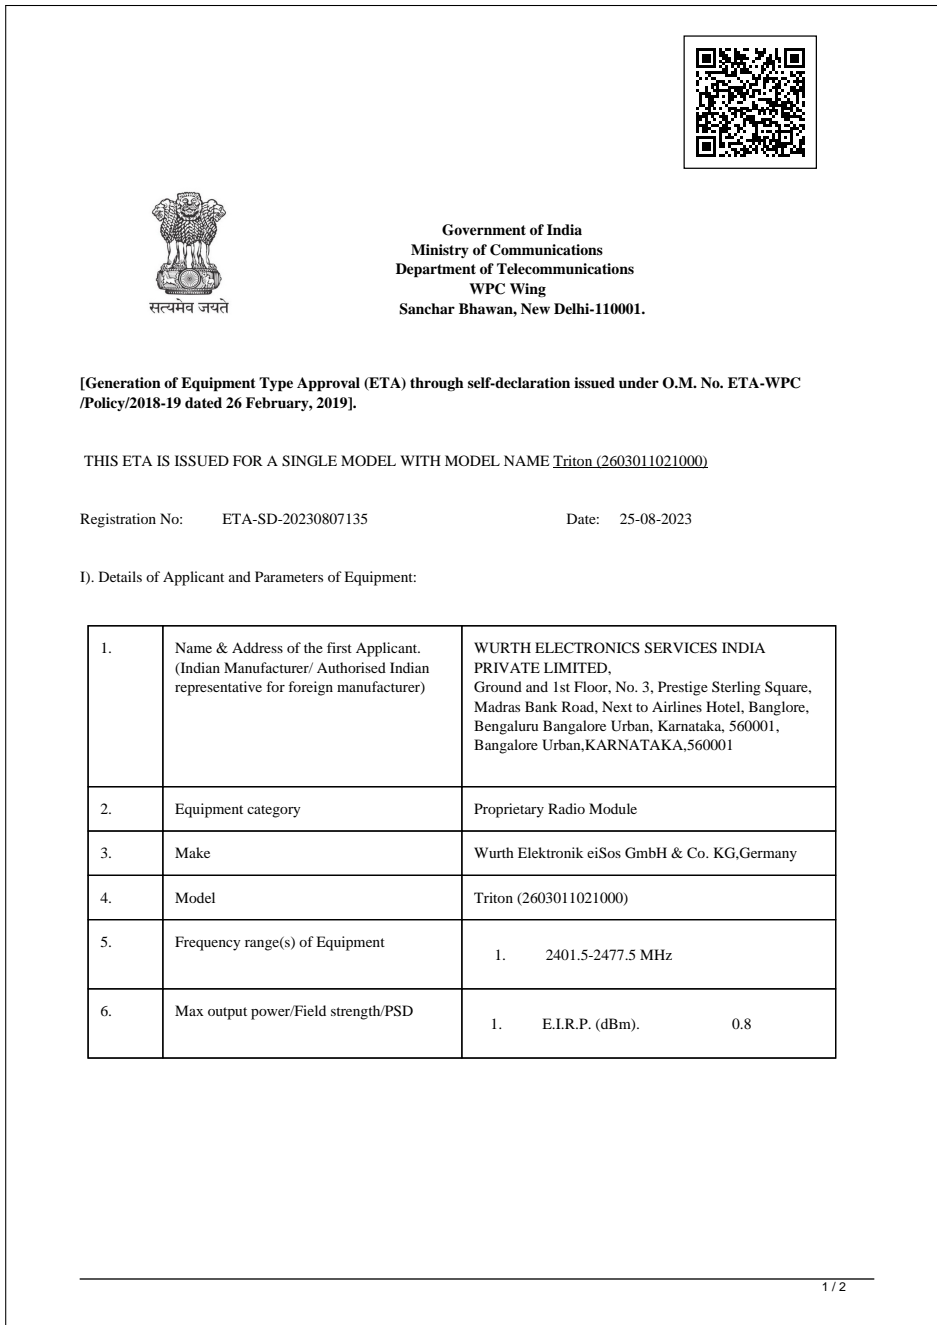 सत्यमेव जयते
Government of India
Ministry of Communications
Department of Telecommunications
WPC Wing
Sanchar Bhawan, New Delhi-110001.
[Generation of Equipment Type Approval (ETA) through self-declaration issued under O.M. No. ETA-WPC
/Policy/2018-19 dated 26 February, 2019].
THIS ETA IS ISSUED FOR A SINGLE MODEL WITH MODEL NAME Triton (2603011021000)
Registration No: ETA-SD-20230807135 Date: 25-08-2023
I). Details of Applicant and Parameters of Equipment:
1. Name & Address of the first Applicant. WURTH ELECTRONICS SERVICES INDIA
(Indian Manufacturer/ Authorised Indian PRIVATE LIMITED,
representative for foreign manufacturer) Ground and 1st Floor, No. 3, Prestige Sterling Square,
Madras Bank Road, Next to Airlines Hotel, Banglore,
Bengaluru Bangalore Urban, Karnataka, 560001,
Bangalore Urban,KARNATAKA,560001
2. Equipment category Proprietary Radio Module
3. Make Wurth Elektronik eiSos GmbH & Co. KG,Germany
4. Model Triton (2603011021000)
5. Frequency range(s) of Equipment 1. 2401.5-2477.5 MHz
6. Max output power/Field strength/PSD 1. E.I.R.P. (dBm). 0.8
1 / 2